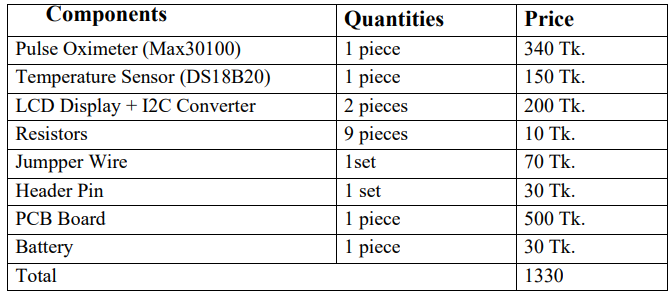 Components Quantities Price
Pulse Oximeter (Max30100) 1 piece 340 Tk.
Temperature Sensor (DS18B20) 1 piece 150 Tk.
LCD Display + I2C Converter 2 pieces 200 Tk.
Resistors 9 pieces 10 Tk.
Jumpper Wire 1set 70 Tk.
Header Pin 1 set 30 Tk.
PCB Board 1 piece 500 Tk.
Battery 1 piece 30 Tk.
Total 1330